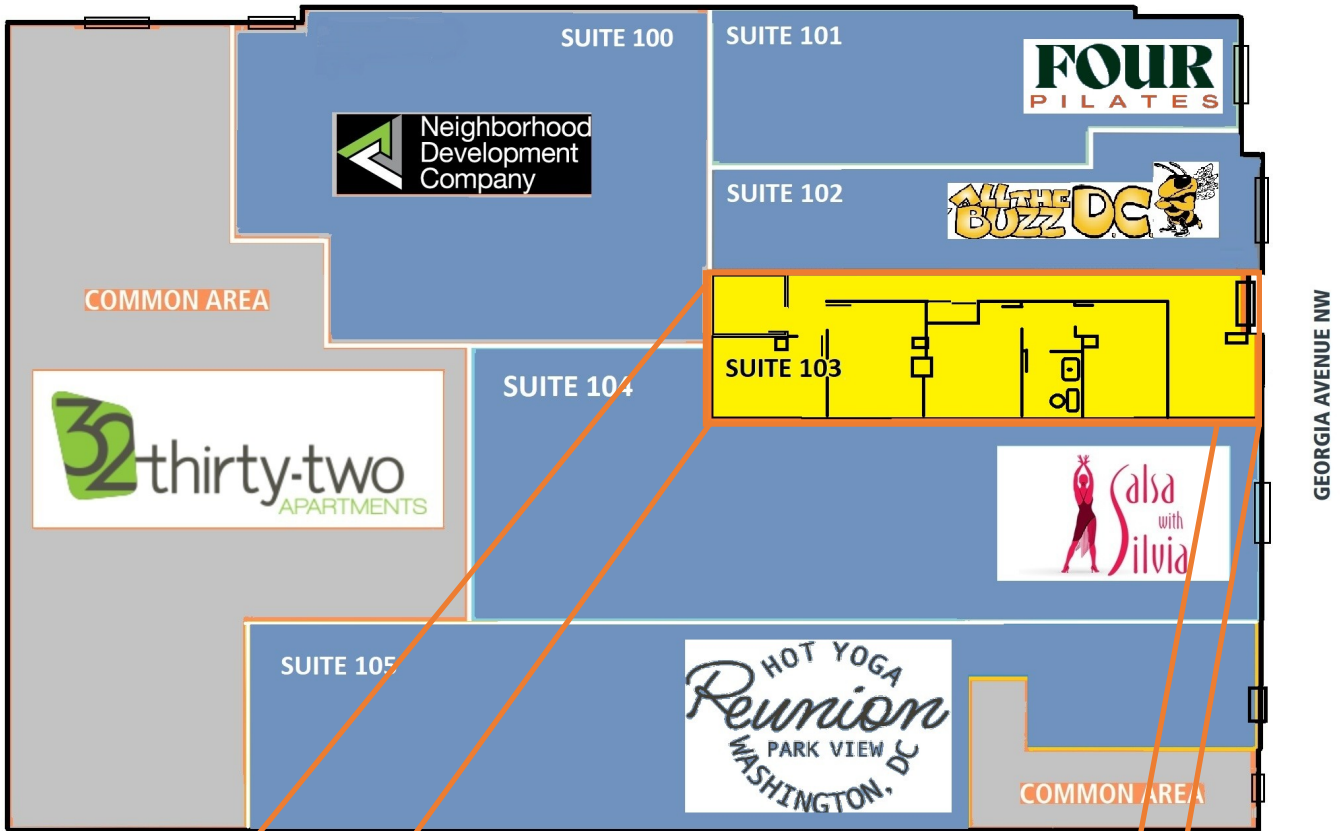 SUITE 100
SUITE 101
FOUR
PILATES
Neighborhood
Development
Company
SUITE 102
ALL THE
BUZZ D.C.
COMMON AREA
GEORGIA AVENUE NW
SUITE 103
SUITE 104
32 thirty-two
APARTMENTS
Salsa
with
Silvia
SUITE 105
HOT YOGA
Reunion
PARK VIEW
WASHINGTON, DC
COMMON AREA